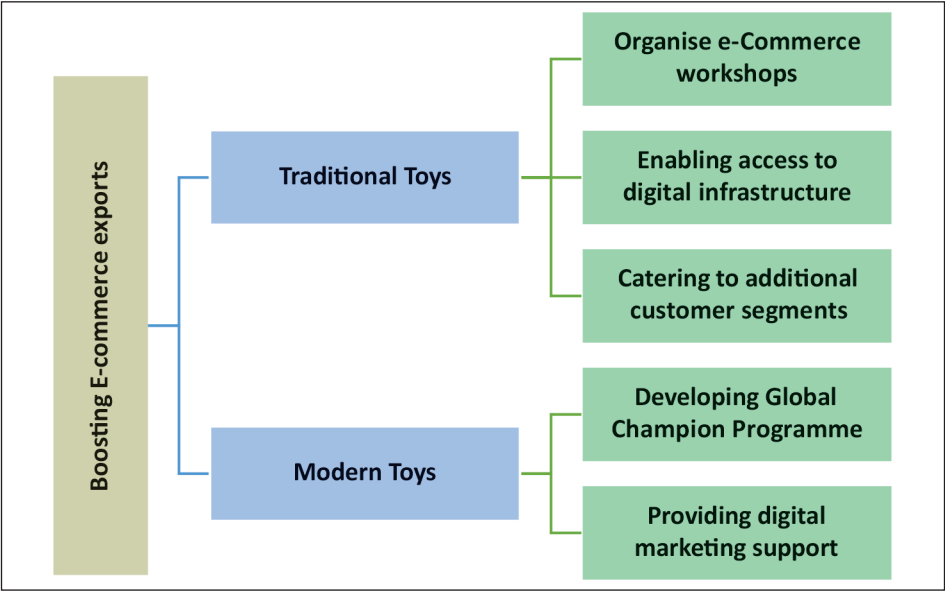 Boosting E-commerce exports
Traditional Toys
Organise e-Commerce
workshops
Enabling access to
digital infrastructure
Catering to additional
customer segments
Modern Toys
Developing Global
Champion Programme
Providing digital
marketing support